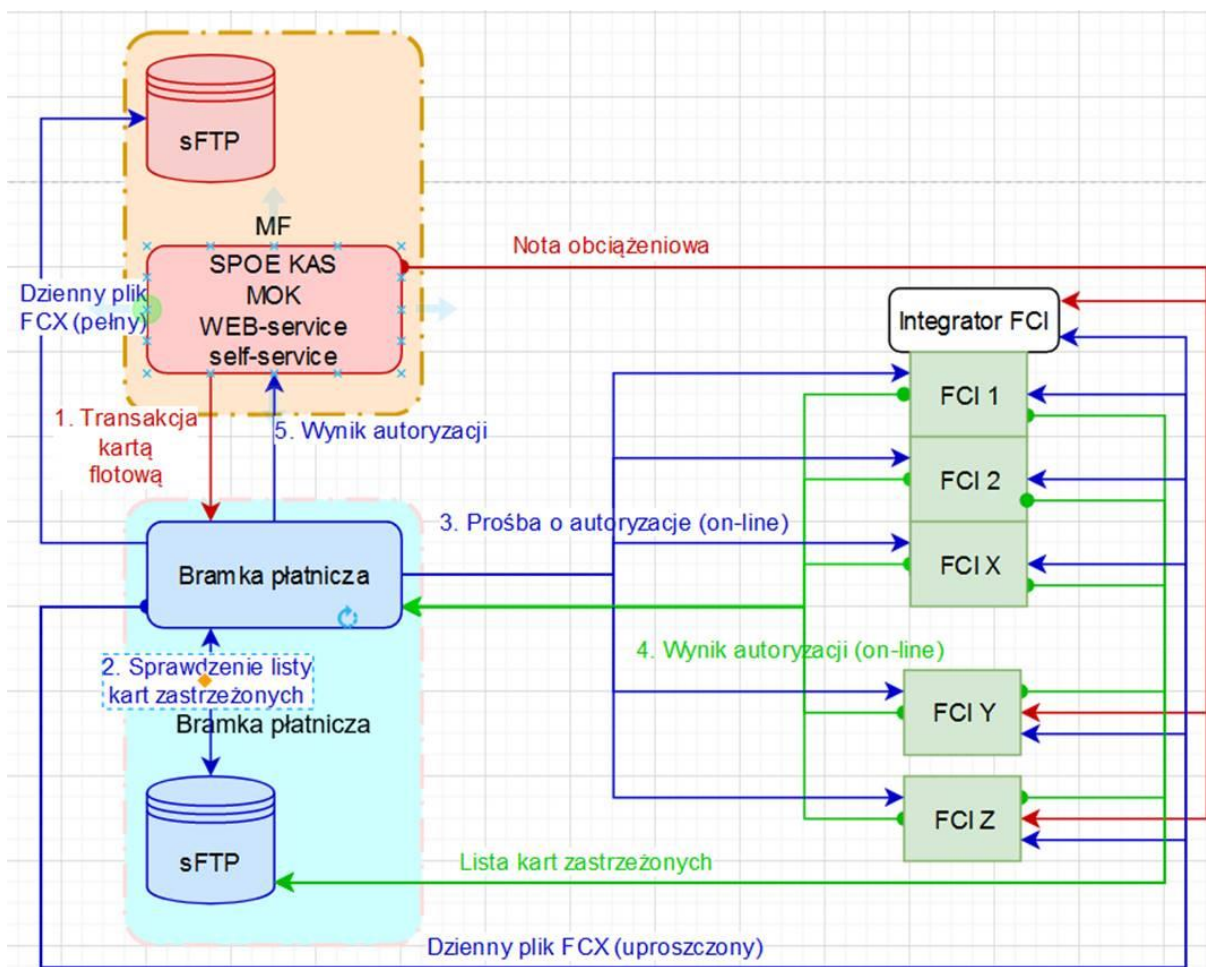 sFTP
MF
SPOE KAS
MOK
WEB-service
self-service
Dzienny plik
FCX (pełny)
Nota obciążeniowa
Integrator FCI
FCI 1
FCI 2
FCI X
1. Transakcja
kartą
flotową
5. Wynik autoryzacji
3. Prośba o autoryzacje (on-line)
Bramka płatnicza
4. Wynik autoryzacji (on-line)
2. Sprawdzenie listy
kart zastrzeżonych
Bramka płatnicza
FCI Y
FCI Z
sFTP
Lista kart zastrzeżonych
Dzienny plik FCX (uproszczony)